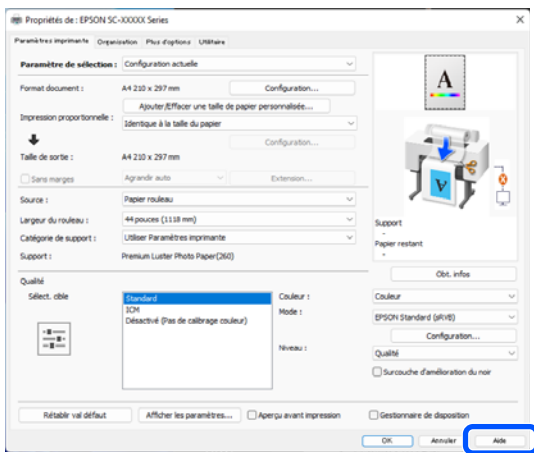 Propriétés de : EPSON SC-XXXXX Series
Paramètres imprimante Organisation Plus d'options Utilitaire
Paramètre de sélection : Configuration actuelle
Format document : A4 210 x 297 mm Configuration...
Ajouter/Effacer une taille de papier personnalisée...
Impression proportionnelle : Identique à la taille du papier
Configuration...
Taille de sortie : A4 210 x 297 mm
Sans marges Agrandir auto Extension...
Source : Papier rouleau
Largeur du rouleau : 44 pouces (1118 mm)
Catégorie de support : Utiliser Paramètres imprimante
Support : Premium Luster Photo Paper(260)
A
A
Support
-
Papier restant
-
Obt. infos
Qualité
Sélect. cible
Standard
ICM
Désactivé (Pas de calibrage couleur)
Couleur : Couleur
Mode : EPSON Standard (sRVB)
Configuration...
Niveau : Qualité
Surcouche d'amélioration du noir
Rétablir val défaut Afficher les paramètres... Aperçu avant impression Gestionnaire de disposition
OK Annuler Aide